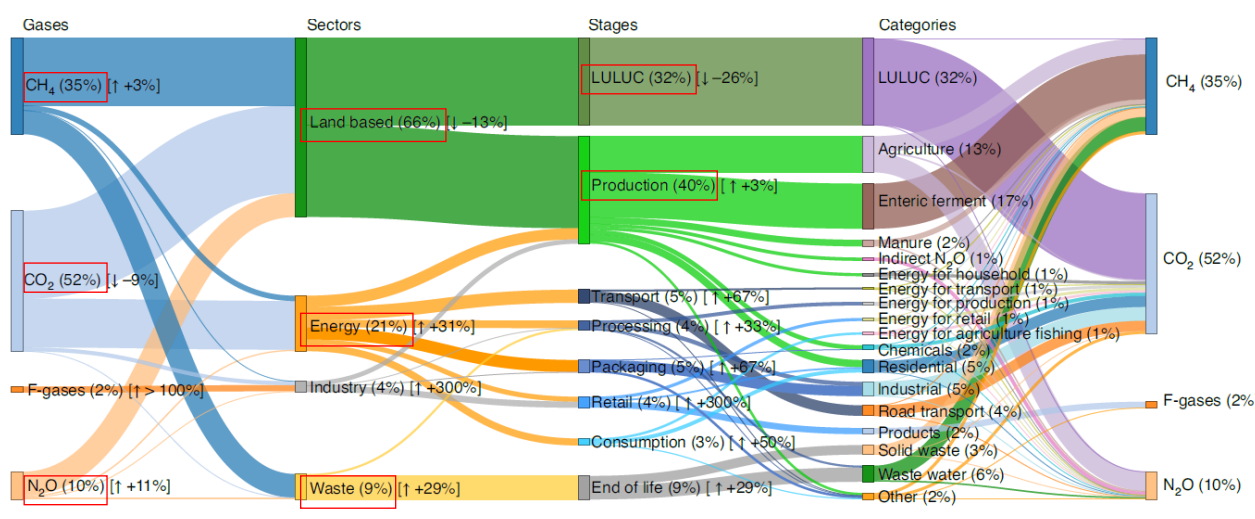 Gases
Sectors
Stages
Categories
CH₄ (35%) [↑ +3%]
CO₂ (52%) [↓ –9%]
F-gases (2%) [↑ > 100%]
N₂O (10%) [↑ +11%]
Land based (66%) [↓ –13%]
Energy (21%) [↑ +31%]
Industry (4%) [↑ +300%]
Waste (9%) [↑ +29%]
LULUC (32%) [↓ –26%]
Production (40%) [↑ +3%]
Transport (5%) [↑ +67%]
Processing (4%) [↑ +33%]
Packaging (5%) [↑ +67%]
Retail (4%) [↑ +300%]
Consumption (3%) [↑ +50%]
End of life (9%) [↑ +29%]
LULUC (32%)
Agriculture (13%)
Enteric ferment (17%)
Manure (2%)
Indirect N₂O (1%)
Energy for household (1%)
Energy for transport (1%)
Energy for production (1%)
Energy for retail (1%)
Energy for agriculture fishing (1%)
Chemicals (2%)
Residential (5%)
Industrial (5%)
Road transport (4%)
Products (2%)
Solid waste (3%)
Waste water (6%)
Other (2%)
CH₄ (35%)
CO₂ (52%)
F-gases (2%
N₂O (10%)